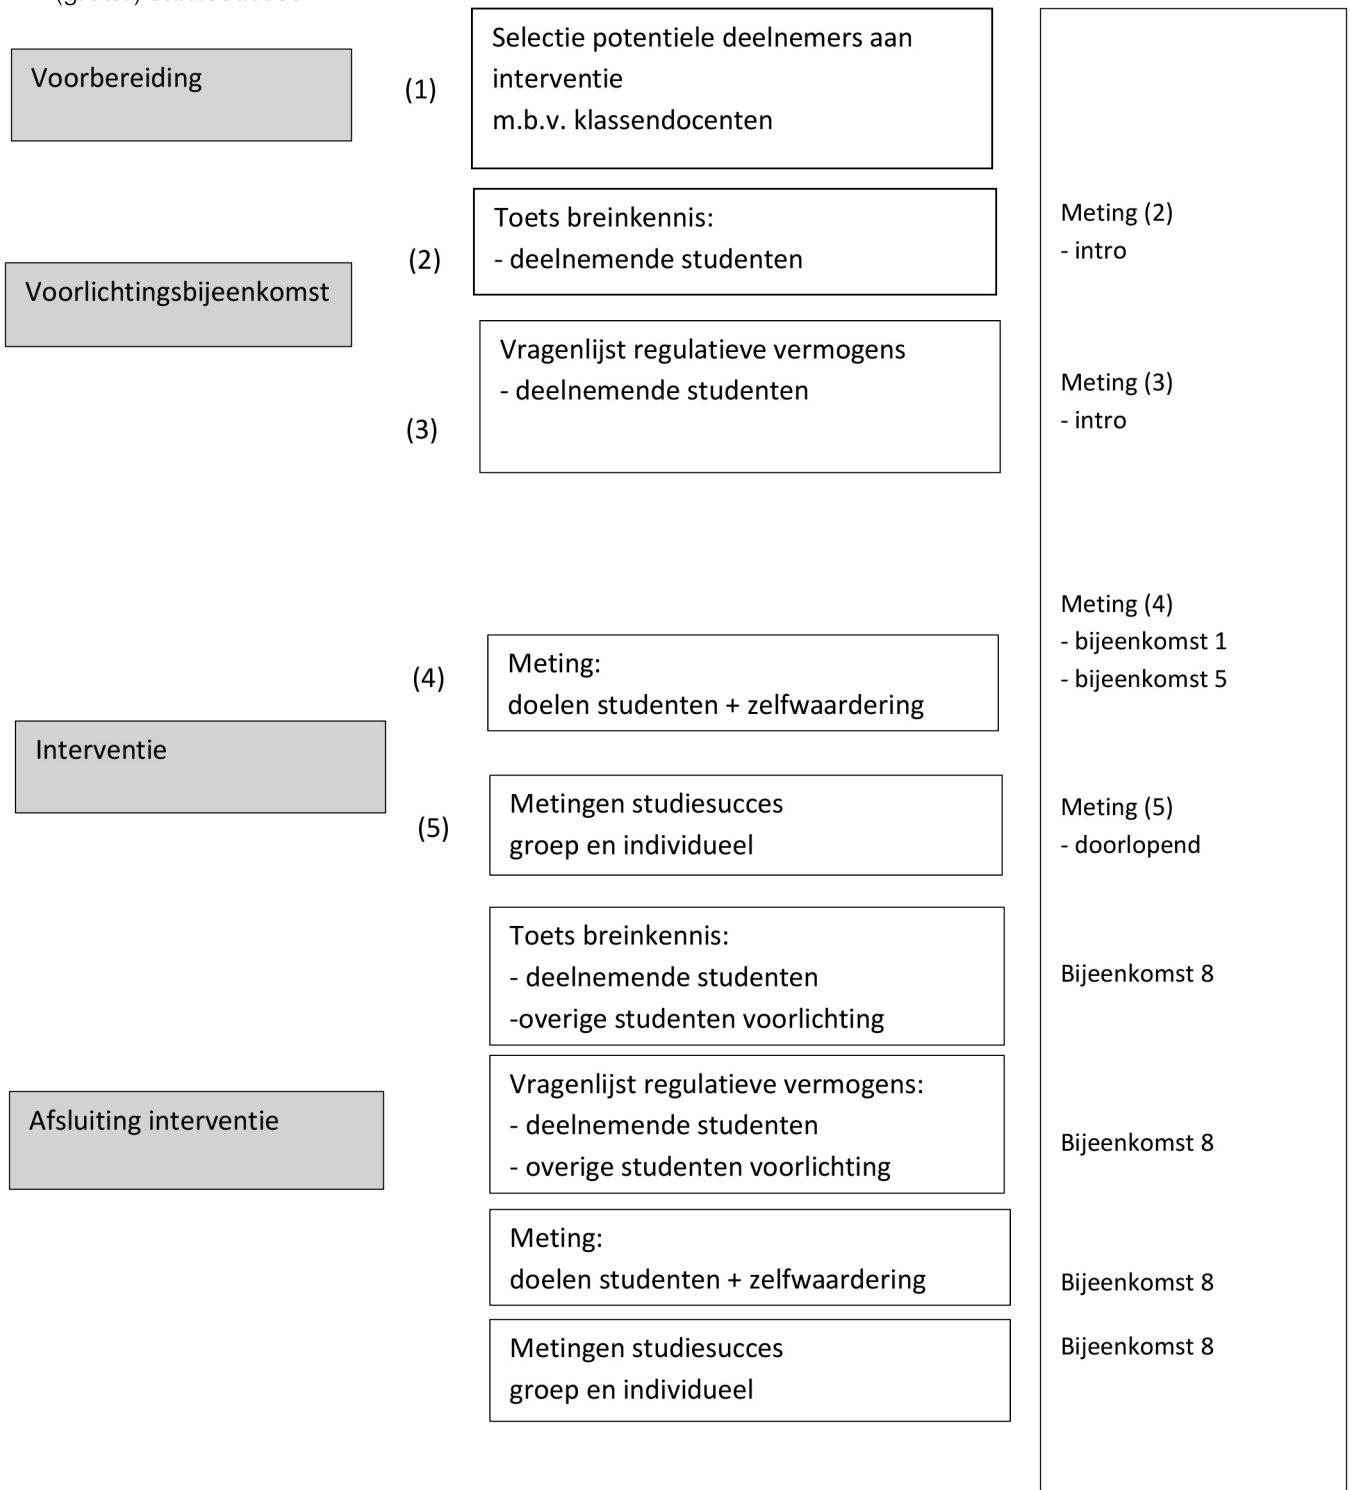 Voorbereiding
(1)
Selectie potentiele deelnemers aan
interventie
m.b.v. klassendocenten
Voorlichtingsbijeenkomst
(2)
Toets breinkennis:
- deelnemende studenten
Meting (2)
- intro
(3)
Vragenlijst regulatieve vermogens
- deelnemende studenten
Meting (3)
- intro
Interventie
(4)
Meting:
doelen studenten + zelfwaardering
Meting (4)
- bijeenkomst 1
- bijeenkomst 5
(5)
Metingen studiesucces
groep en individueel
Meting (5)
- doorlopend
Afsluiting interventie
Toets breinkennis:
- deelnemende studenten
-overige studenten voorlichting
Bijeenkomst 8
Vragenlijst regulatieve vermogens:
- deelnemende studenten
- overige studenten voorlichting
Bijeenkomst 8
Meting:
doelen studenten + zelfwaardering
Bijeenkomst 8
Metingen studiesucces
groep en individueel
Bijeenkomst 8